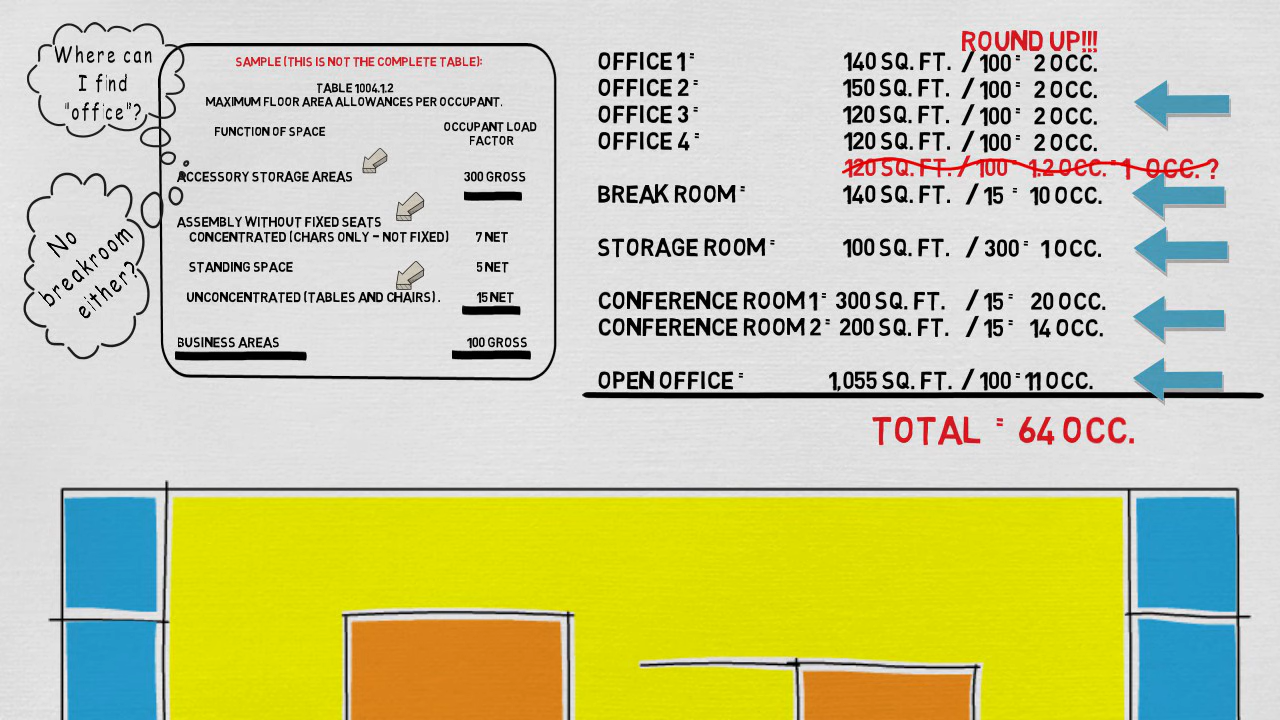 Where can
I find
"office"?
No
breakroom
either?
SAMPLE (THIS IS NOT THE COMPLETE TABLE):
TABLE 1004.1.2
MAXIMUM FLOOR AREA ALLOWANCES PER OCCUPANT.
FUNCTION OF SPACE
OCCUPANT LOAD
FACTOR
ACCESSORY STORAGE AREAS 300 GROSS
ASSEMBLY WITHOUT FIXED SEATS
CONCENTRATED (CHARS ONLY - NOT FIXED) 7 NET
STANDING SPACE 5 NET
UNCONCENTRATED (TABLES AND CHAIRS). 15 NET
BUSINESS AREAS 100 GROSS
ROUND UP!!!
OFFICE 1= 140 SQ. FT. / 100= 2 OCC.
OFFICE 2= 150 SQ. FT. / 100= 2 OCC.
OFFICE 3= 120 SQ. FT. / 100= 2 OCC.
OFFICE 4= 120 SQ. FT. / 100= 2 OCC.
120 SQ. FT. / 100= 1.2 OCC.= 1 OCC. ?
BREAK ROOM= 140 SQ. FT. / 15 = 10 OCC.
STORAGE ROOM= 100 SQ. FT. / 300= 1 OCC.
CONFERENCE ROOM 1= 300 SQ. FT. / 15= 20 OCC.
CONFERENCE ROOM 2= 200 SQ. FT. / 15= 14 OCC.
OPEN OFFICE= 1,055 SQ. FT. / 100= 11 OCC.
TOTAL = 64 OCC.